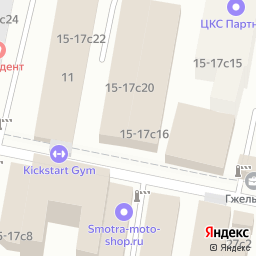 с24
15-17с22
ЦКС Партн
15-17с15
дент
11
15-17с20
15-17с16
Kickstart Gym
Гжель
Smotra-moto-
shop.ru
5-17с8
27с2